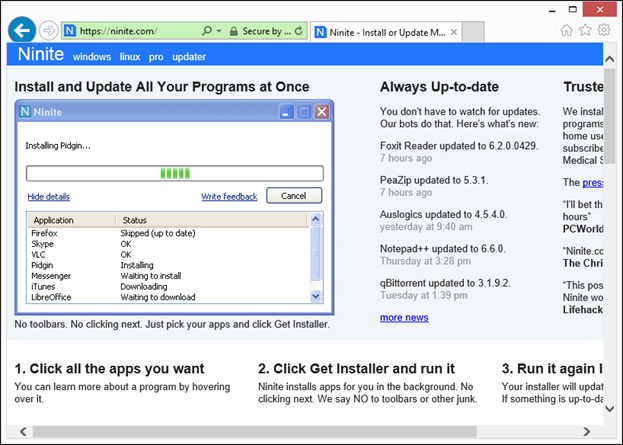 https://ninite.com/
Secure by ...
Ninite - Install or Update M...
Ninite windows linux pro updater
Install and Update All Your Programs at Once
Ninite
Installing Pidgin...
Hide details
Write feedback
Cancel
Application Status
Firefox Skipped (up to date)
Skype OK
VLC OK
Pidgin Installing
Messenger Waiting to install
iTunes Downloading
LibreOffice Waiting to download
No toolbars. No clicking next. Just pick your apps and click Get Installer.
Always Up-to-date
You don't have to watch for updates.
Our bots do that. Here's what's new:
Foxit Reader updated to 6.2.0.0429.
7 hours ago
PeaZip updated to 5.3.1.
7 hours ago
Auslogics updated to 4.5.4.0.
yesterday at 9:40 am
Notepad++ updated to 6.6.0.
Thursday at 3:28 pm
qBittorrent updated to 3.1.9.2.
Tuesday at 1:39 pm
more news
Truste
We instal
programs
home use
subscribe
Medical S
The press
"I'll bet th
hours"
PCWorld
"Ninite.co
The Chri
"This pos
Ninite wo
Lifehack
1. Click all the apps you want
You can learn more about a program by hovering
over it.
2. Click Get Installer and run it
Ninite installs apps for you in the background. No
clicking next. We say NO to toolbars or other junk.
3. Run it again l
Your installer will updat
If something is up-to-da